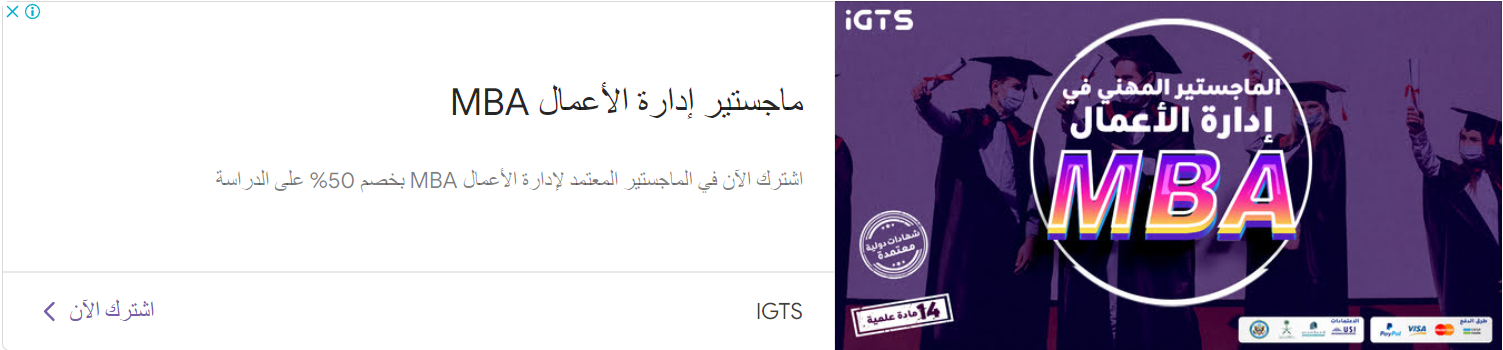 ماجستير إدارة الأعمال MBA
اشترك الآن في الماجستير المعتمد لإدارة الأعمال MBA بخصم 50% على الدراسة
IGTS
اشترك الآن
iGTS
الماجستير المهني في
إدارة الأعمال
MBA
شهادات دولية
معتمدة
14 مادة علمية
الاعتمادات
USI
طرق الدفع
PayPal
VISA